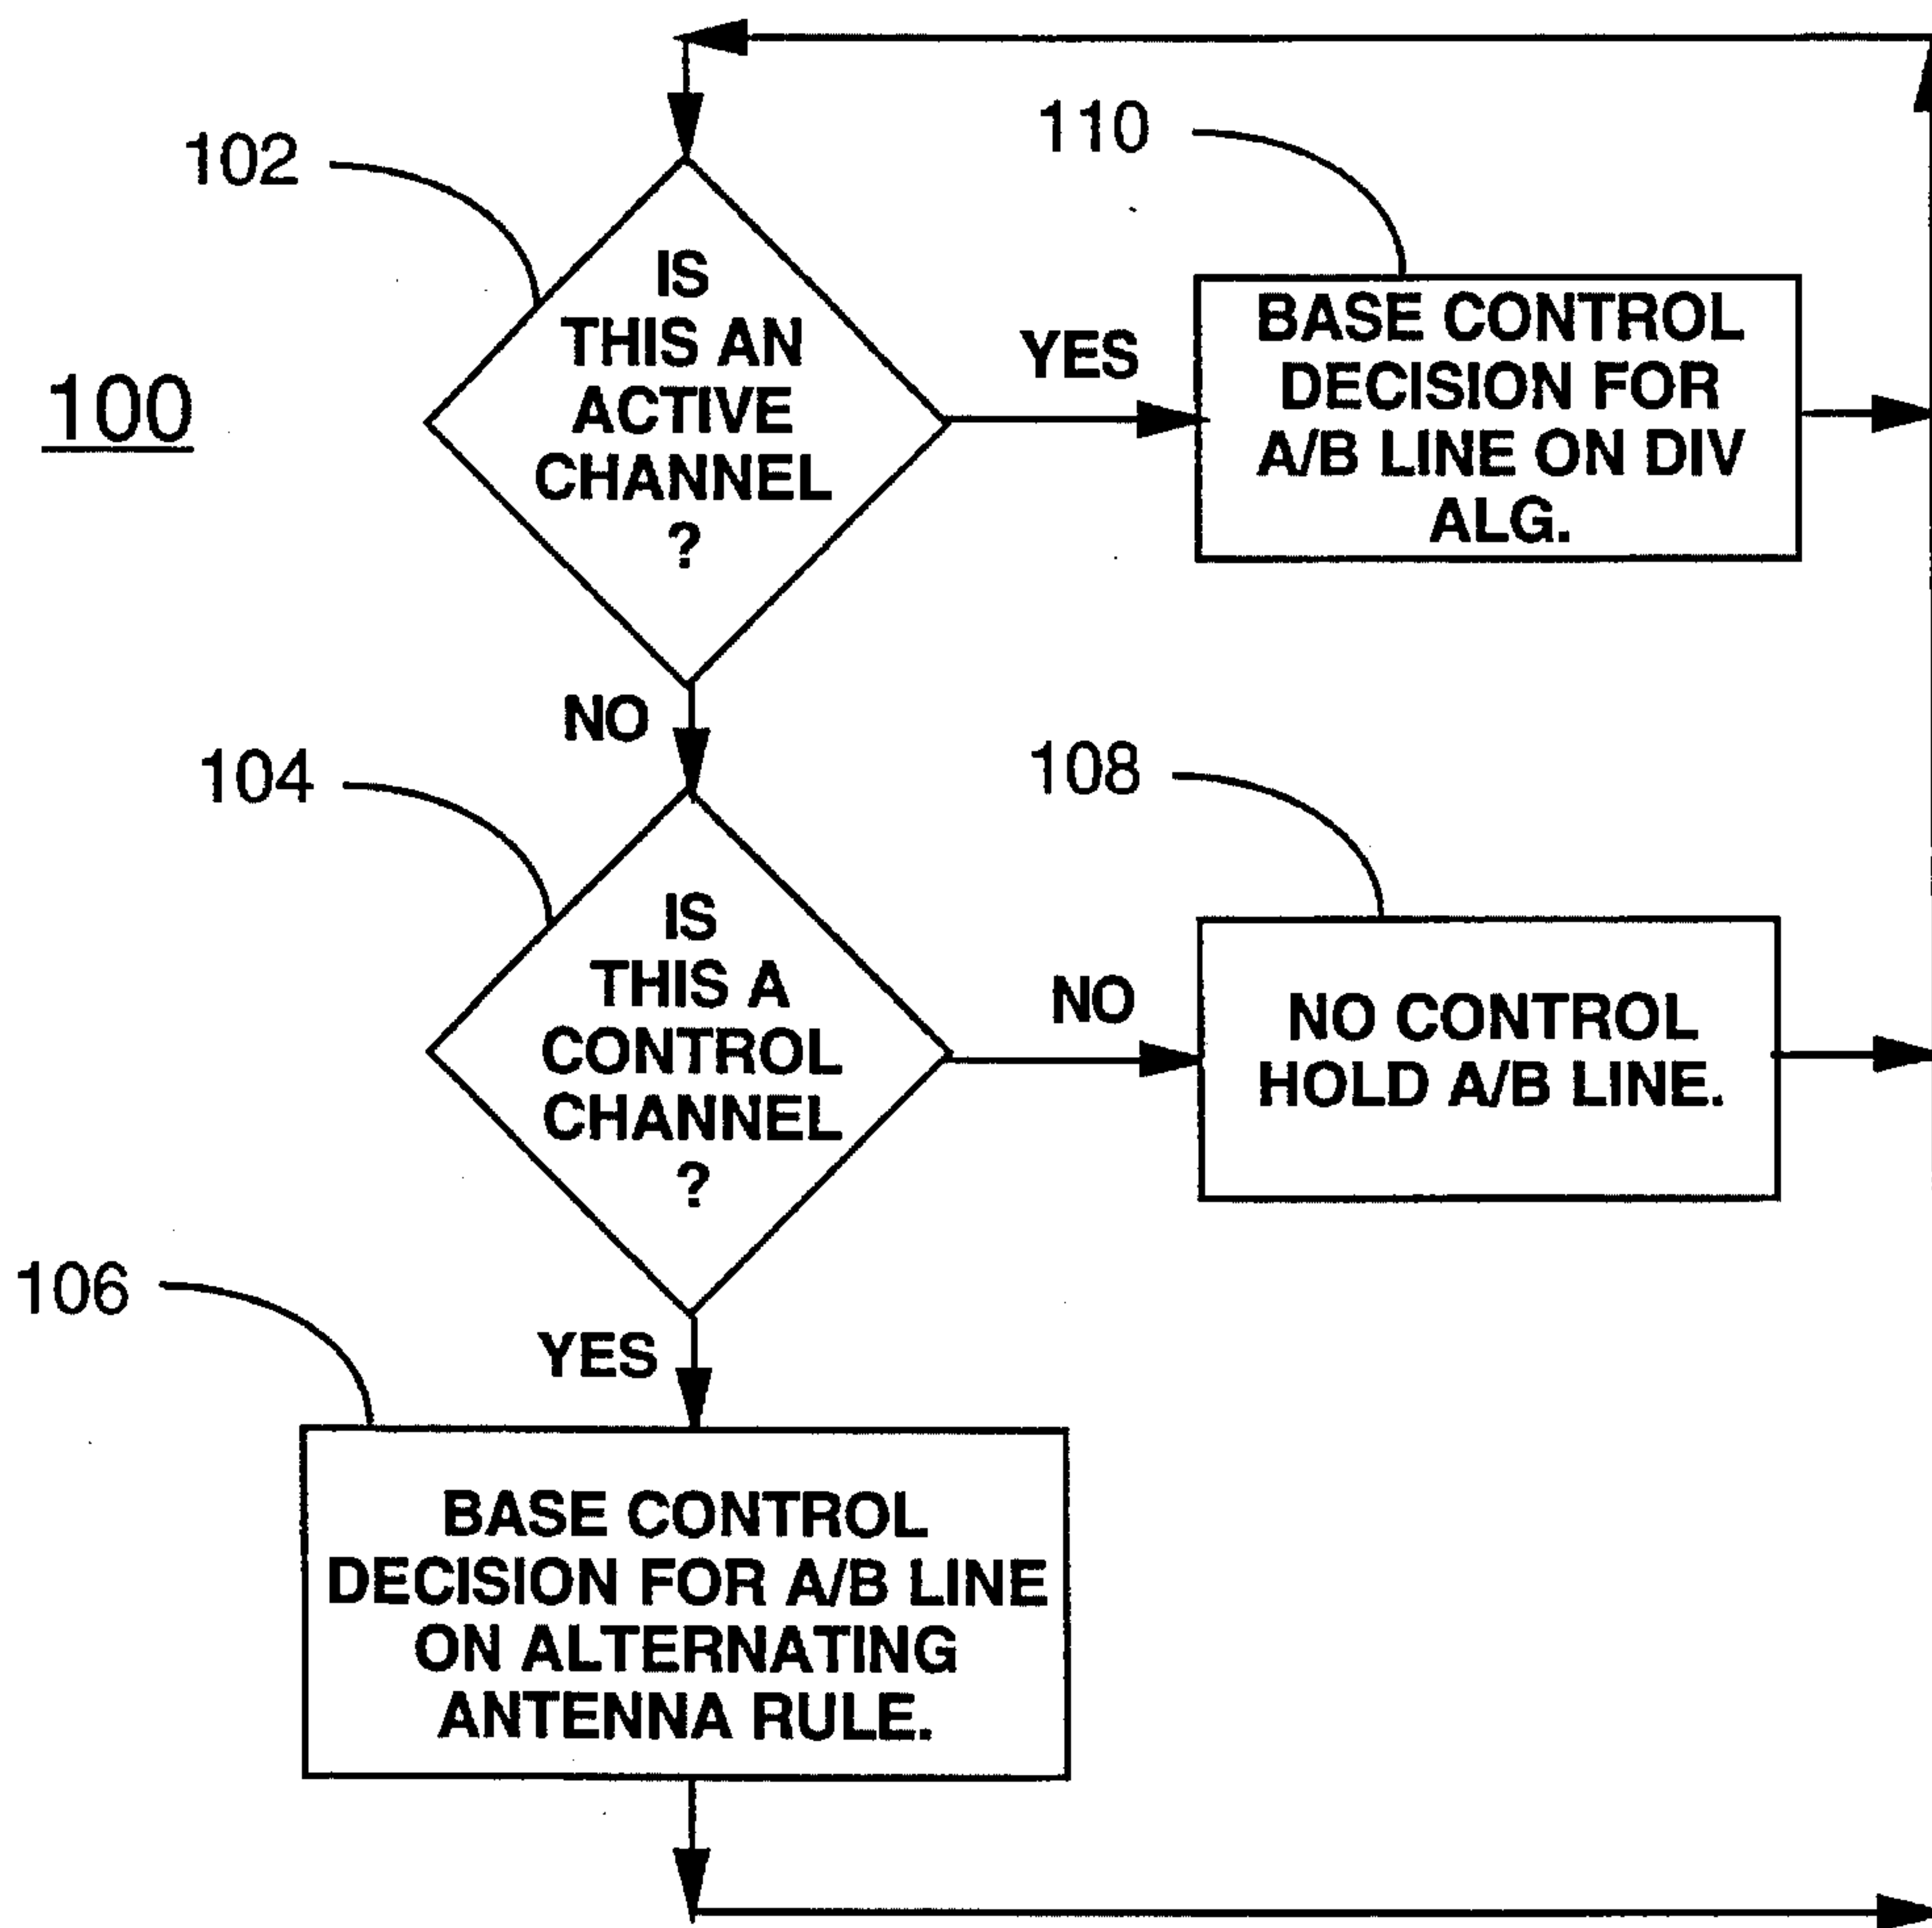 110
102
IS
THIS AN
ACTIVE
CHANNEL
?
YES
BASE CONTROL
DECISION FOR
A/B LINE ON DIV
ALG.
100
NO
104
108
IS
THIS A
CONTROL
CHANNEL
?
NO
NO CONTROL
HOLD A/B LINE.
106
YES
BASE CONTROL
DECISION FOR A/B LINE
ON ALTERNATING
ANTENNA RULE.